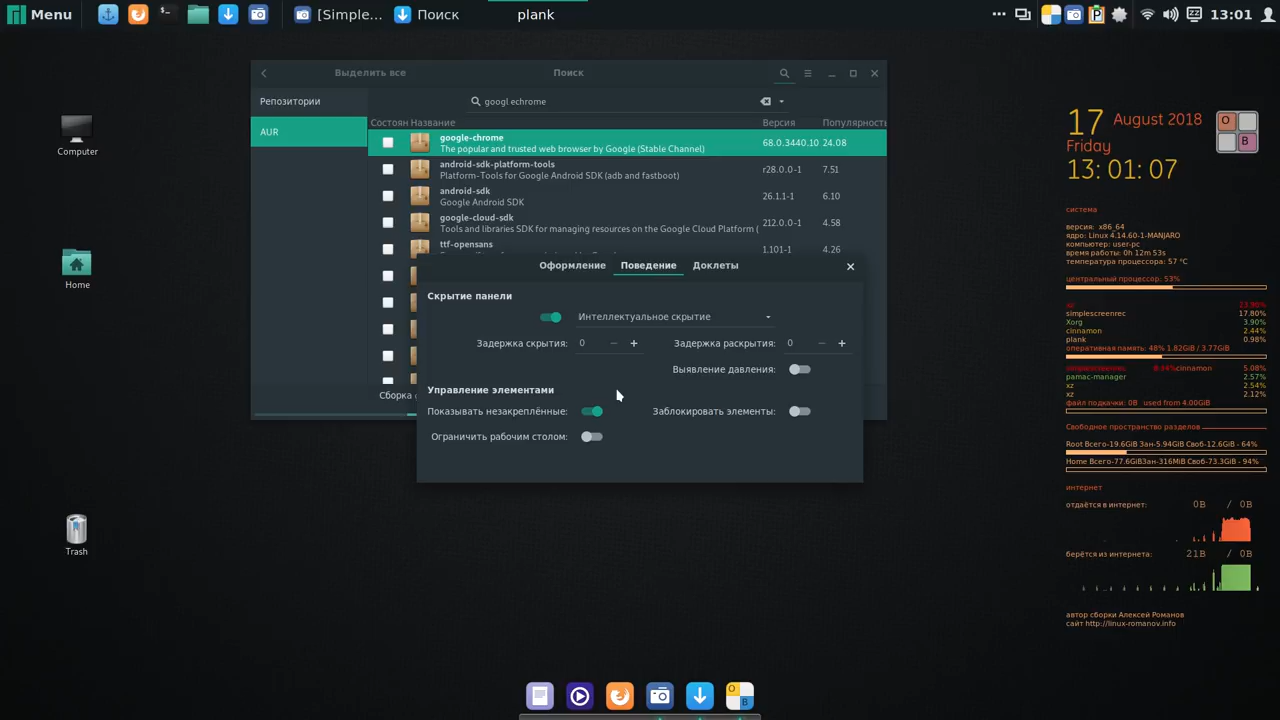 Menu
[Simple...
Поиск
plank
13:01
Выделить все
Поиск
Репозитории
AUR
googl echrome
Состоян Название
Версия
Популярность
google-chrome
The popular and trusted web browser by Google (Stable Channel)
68.0.3440.10 24.08
android-sdk-platform-tools
Platform-Tools for Google Android SDK (adb and fastboot)
r28.0.0-1
7.51
android-sdk
Google Android SDK
26.1.1-1
6.10
google-cloud-sdk
Tools and libraries SDK for managing resources on the Google Cloud Platform (
212.0.0-1
4.58
ttf-opensans
1.101-1
4.26
Сборка
Оформление
Поведение
Доклеты
Скрытие панели
Интеллектуальное скрытие
Задержка скрытия: 0
Задержка раскрытия: 0
Выявление давления:
Управление элементами
Показывать незакреплённые:
Заблокировать элементы:
Ограничить рабочим столом:
Computer
Home
Trash
17 August 2018
Friday
13: 01: 07
O
B
система
версия: x86_64
ядро: Linux 4.14.60-1-MANJARO
компьютер: user-pc
время работы: 0h 12m 53s
температура процессора: 57 °C
центральный процессор: 53%
xz 23.90%
simplescreenrec 17.80%
Xorg 3.90%
cinnamon 2.44%
plank 0.98%
оперативная память: 48% 1.82GiB / 3.77GiB
cinnamon 5.08%
pamac-manager 2.57%
xz 2.54%
xz 2.12%
файл подкачки: 0B used from 4.00GiB
Свободное пространство разделов
Root Всего-19.6GiB Зан-5.94GiB Своб-12.6GiB - 64%
Home Всего-77.6GiBЗан-316MiB Своб-73.3GiB - 94%
интернет
отдаётся в интернет: 0B / 0B
берётся из интернета: 21B / 0B
автор сборки Алексей Романов
сайт http://linux-romanov.info
O
B